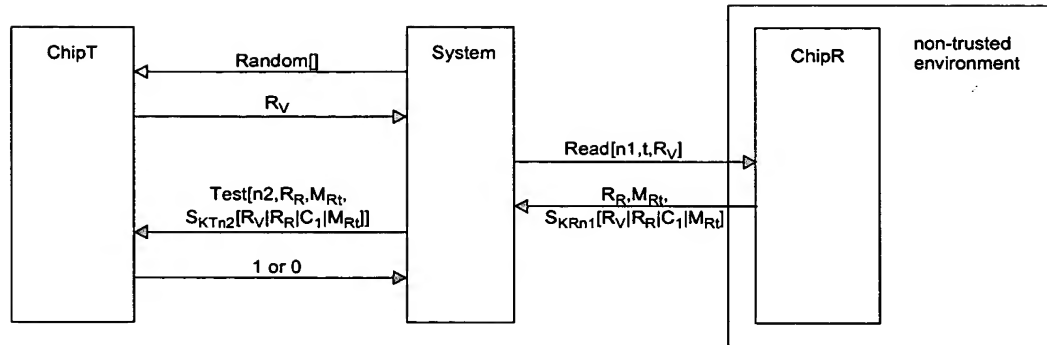 ChipT
System
ChipR
non-trusted
environment
Random[]
R_V
Read[n1,t,R_V]
Test[n2,R_R,M_Rt,
S_KTn2[R_V|R_R|C_1|M_Rt]]
R_R,M_Rt,
S_KRn1[R_V|R_R|C_1|M_Rt]
1 or 0